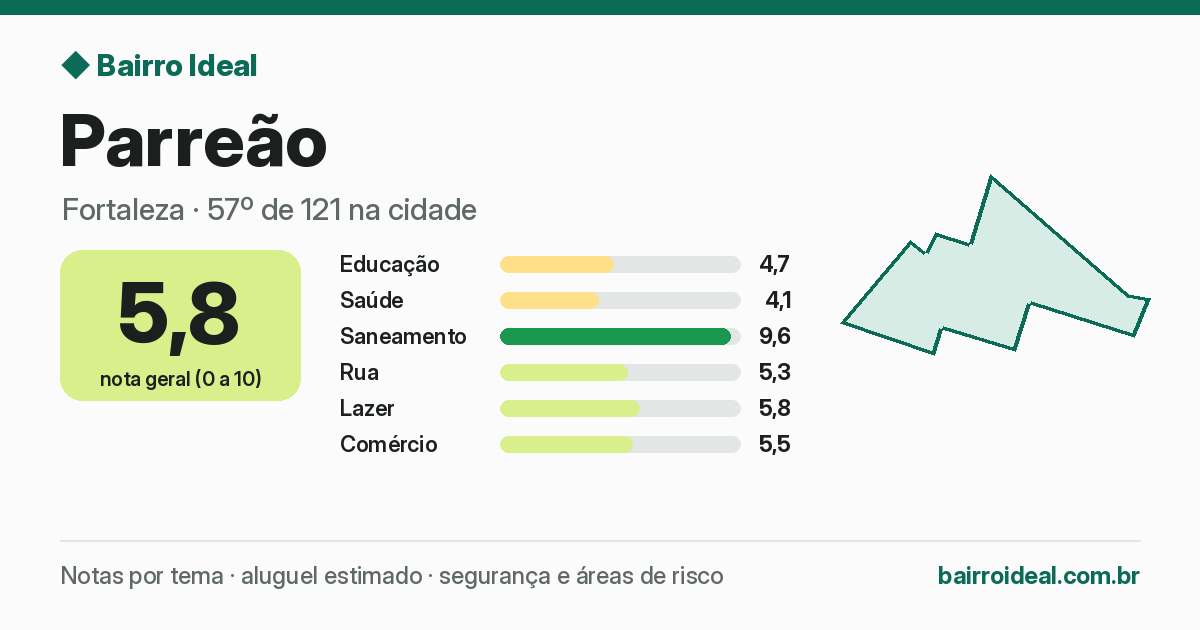 Bairro Ideal
Parreão
Fortaleza · 57º de 121 na cidade
5,8
nota geral (0 a 10)
Educação 4,7
Saúde 4,1
Saneamento 9,6
Rua 5,3
Lazer 5,8
Comércio 5,5
Notas por tema · aluguel estimado · segurança e áreas de risco
bairroideal.com.br